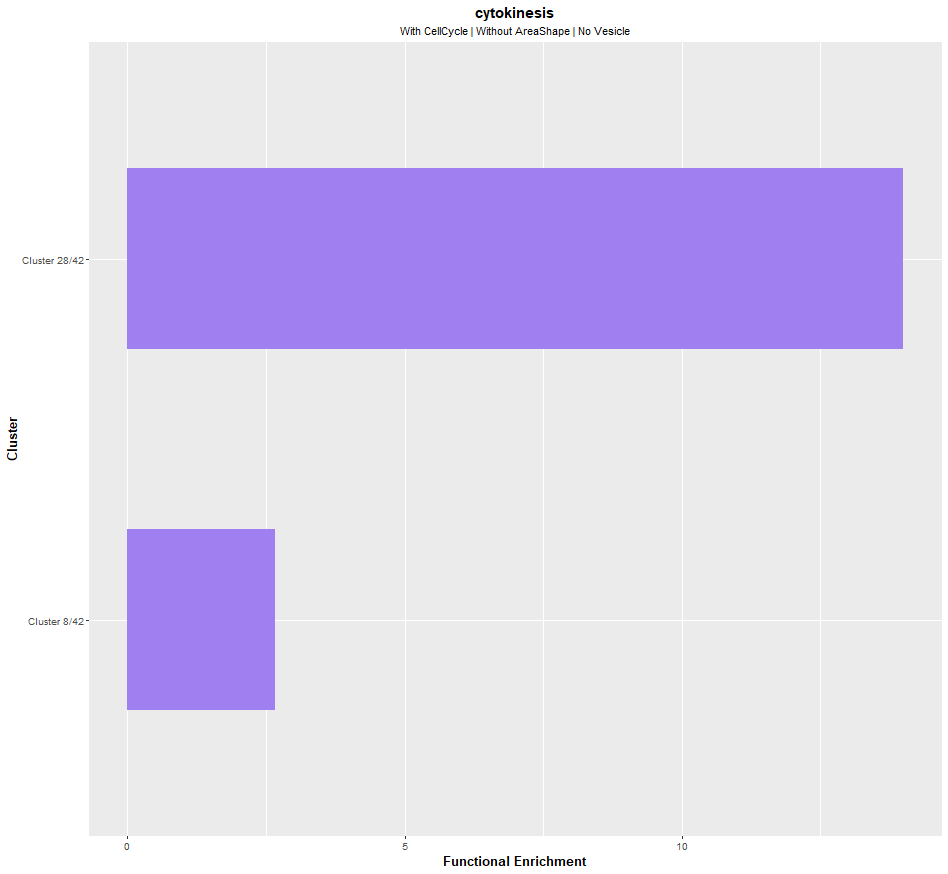 cytokinesis
With CellCycle | Without AreaShape | No Vesicle
Cluster
Cluster 28/42
Cluster 8/42
0
5
10
Functional Enrichment